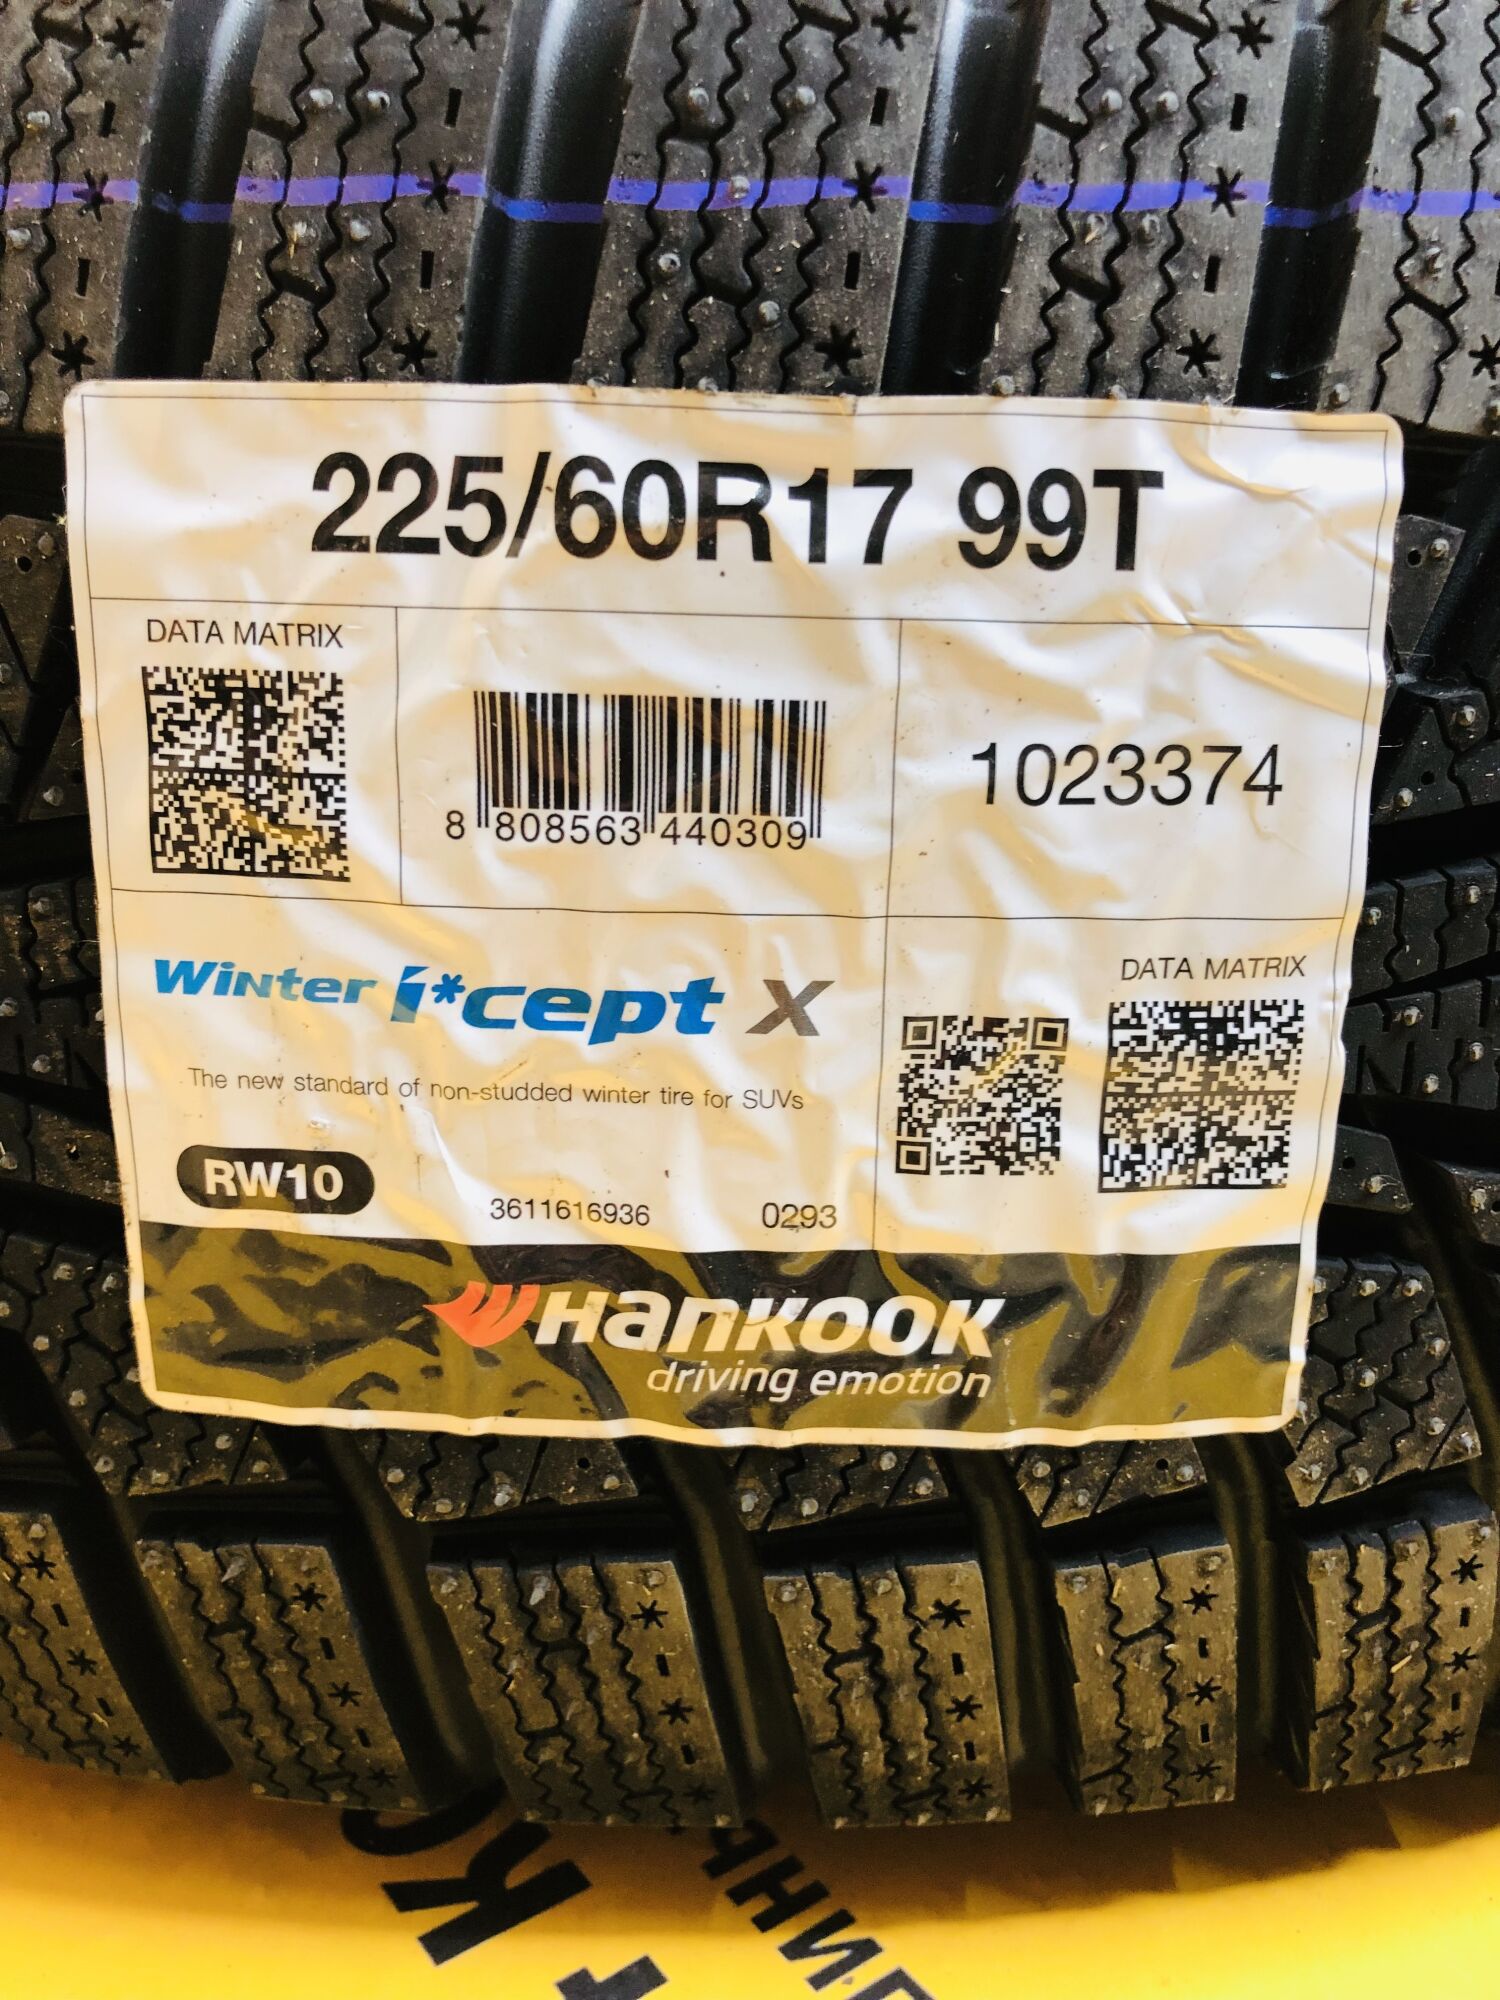 225/60R17 99T
DATA MATRIX
8 808563 440309
1023374
Winter i*cept X
The new standard of non-studded winter tire for SUVs
DATA MATRIX
RW10
3611616936 0293
HANKOOK
driving emotion